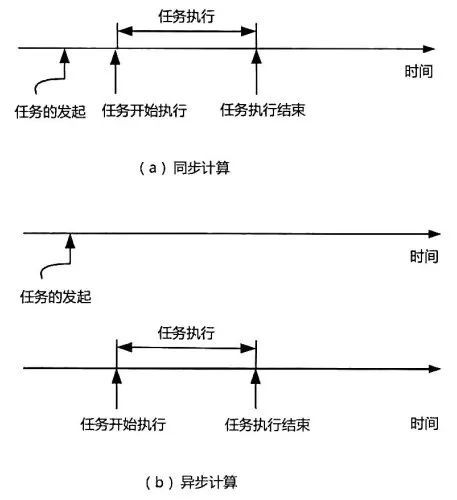 任务执行
时间
任务的发起 任务开始执行 任务执行结束
(a)同步计算
时间
任务的发起
任务执行
任务开始执行 任务执行结束 时间
(b)异步计算